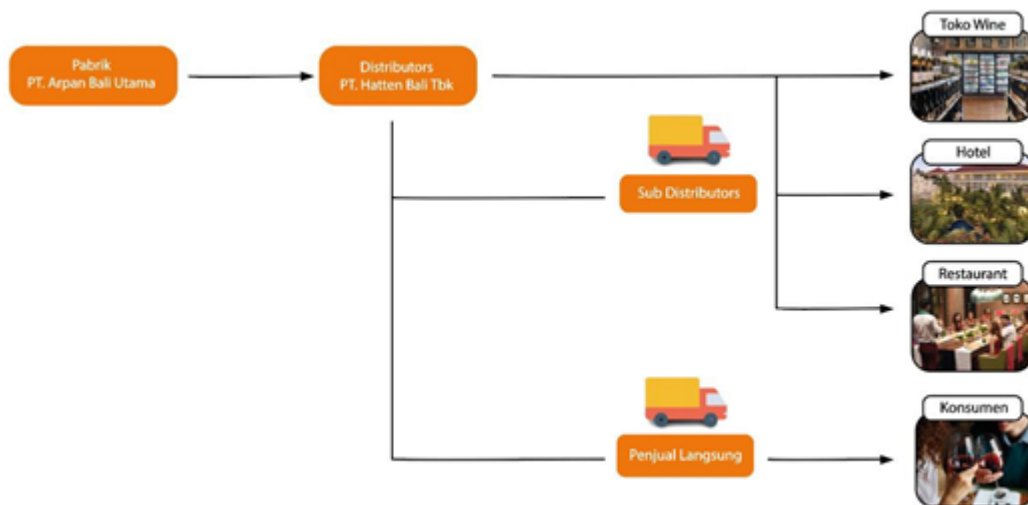 Toko Wine
Pabrik
PT. Arpan Bali Utama
Distributors
PT. Hatten Bali Tbk
Hotel
Sub Distributors
Restaurant
Konsumen
Penjual Langsung